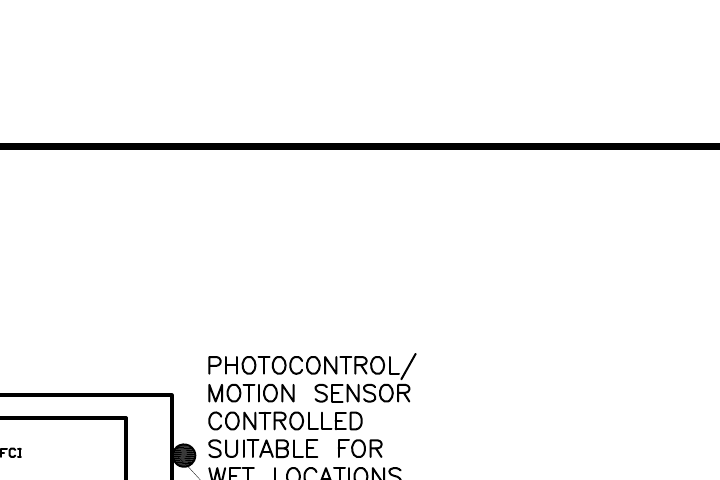 PHOTOCONTROL/
MOTION SENSOR
CONTROLLED
SUITABLE FOR
WET LOCATIONS
FCI